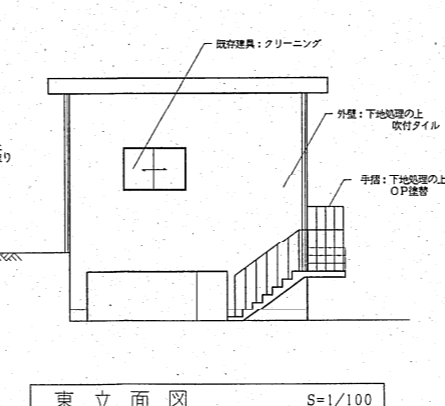 既存建具：クリーニング
外壁：下地処理の上
吹付タイル
手摺：下地処理の上
ＯＰ塗替
り
東立面図 S=1/100